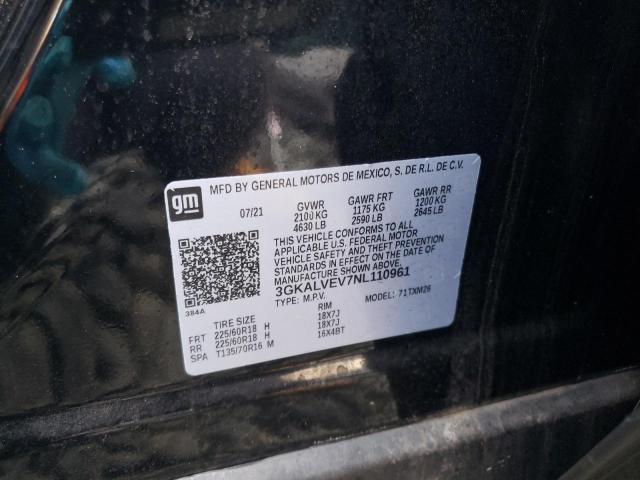 gm
MFD BY GENERAL MOTORS DE MEXICO, S. DE R.L. DE C.V.
07/21 GVWR GAWR FRT GAWR RR
2100 KG 1175 KG 1200 KG
4630 LB 2590 LB 2645 LB
THIS VEHICLE CONFORMS TO ALL
APPLICABLE U.S. FEDERAL MOTOR
VEHICLE SAFETY AND THEFT PREVENTION
STANDARDS IN EFFECT ON THE DATE OF
MANUFACTURE SHOWN ABOVE.
3GKALVEV7NL110961
TYPE: M.P.V. MODEL: 71TXM26
384A
TIRE SIZE RIM
FRT 225/60R18 H 18X7J
RR 225/60R18 H 18X7J
SPA T135/70R16 M 16X4BT